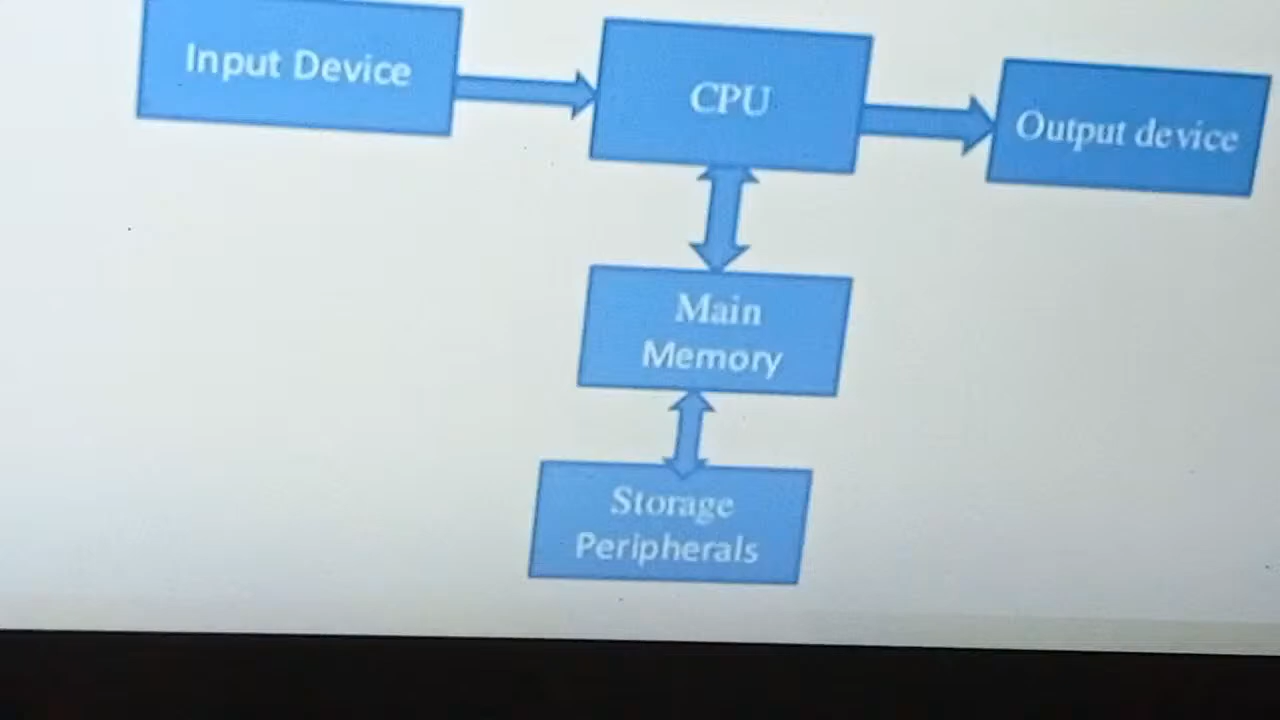 Input Device
CPU
Output device
Main
Memory
Storage
Peripherals